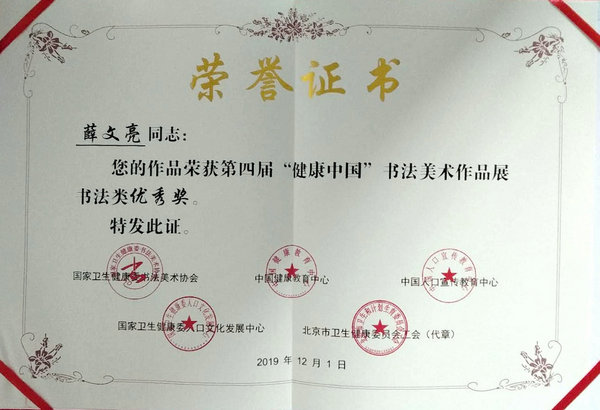 荣誉证书
薛文亮同志：
您的作品荣获第四届“健康中国”书法美术作品展
书法类优秀奖。
特发此证。
国家卫生健康委书法美术协会
中国健康教育中心
中国人口宣传教育中心
国家卫生健康委人口文化发展中心
北京市卫生健康委员会工会（代章）
2019 年 12 月 1 日